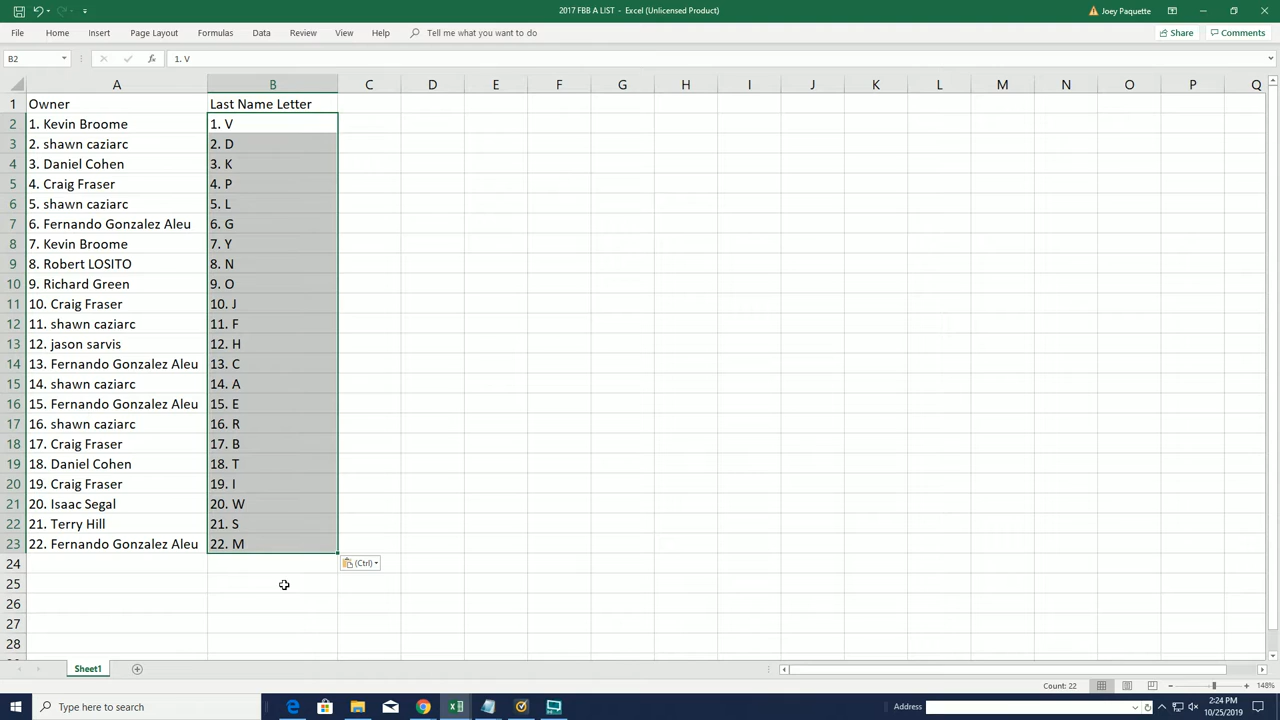 2017 FBB A LIST - Excel (Unlicensed Product)
Joey Paquette
File Home Insert Page Layout Formulas Data Review View Help Tell me what you want to do
Share Comments
B2 fx 1. V
A B C D E F G H I J K L M N O P Q
1 Owner Last Name Letter
2 1. Kevin Broome 1. V
3 2. shawn caziarc 2. D
4 3. Daniel Cohen 3. K
5 4. Craig Fraser 4. P
6 5. shawn caziarc 5. L
7 6. Fernando Gonzalez Aleu 6. G
8 7. Kevin Broome 7. Y
9 8. Robert LOSITO 8. N
10 9. Richard Green 9. O
11 10. Craig Fraser 10. J
12 11. shawn caziarc 11. F
13 12. jason sarvis 12. H
14 13. Fernando Gonzalez Aleu 13. C
15 14. shawn caziarc 14. A
16 15. Fernando Gonzalez Aleu 15. E
17 16. shawn caziarc 16. R
18 17. Craig Fraser 17. B
19 18. Daniel Cohen 18. T
20 19. Craig Fraser 19. I
21 20. Isaac Segal 20. W
22 21. Terry Hill 21. S
23 22. Fernando Gonzalez Aleu 22. M
24 (Ctrl)
25
26
27
28
Sheet1
Count: 22 148%
Type here to search
Address
2:24 PM
10/25/2019